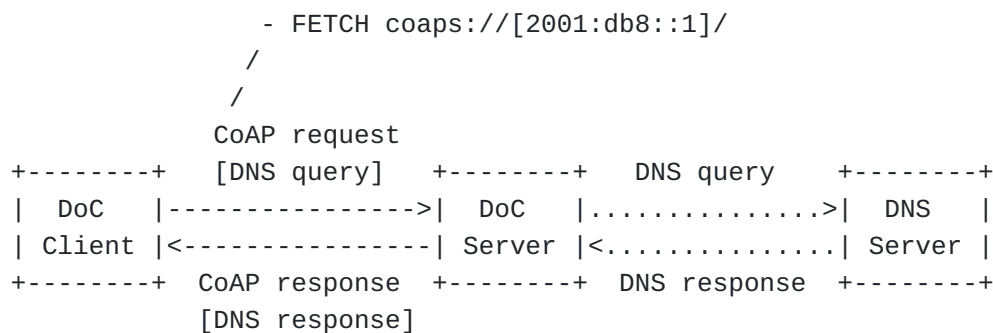 - FETCH coaps://[2001:db8::1]/
/
/
CoAP request
+--------+ [DNS query] +--------+ DNS query +--------+
| DoC |---------------->| DoC |...............>| DNS |
| Client |<----------------| Server |<...............| Server |
+--------+ CoAP response +--------+ DNS response +--------+
[DNS response]